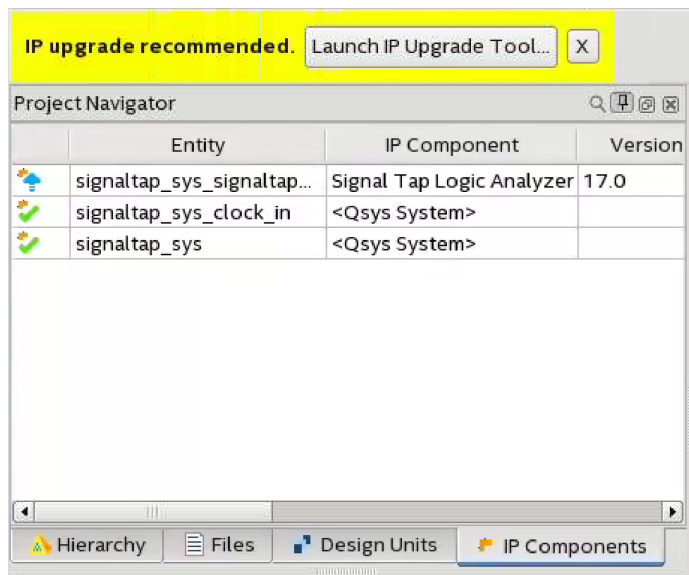 IP upgrade recommended. Launch IP Upgrade Tool... X
Project Navigator
Entity IP Component Version
signaltap_sys_signaltap... Signal Tap Logic Analyzer 17.0
signaltap_sys_clock_in <Qsys System>
signaltap_sys <Qsys System>
Hierarchy Files Design Units IP Components